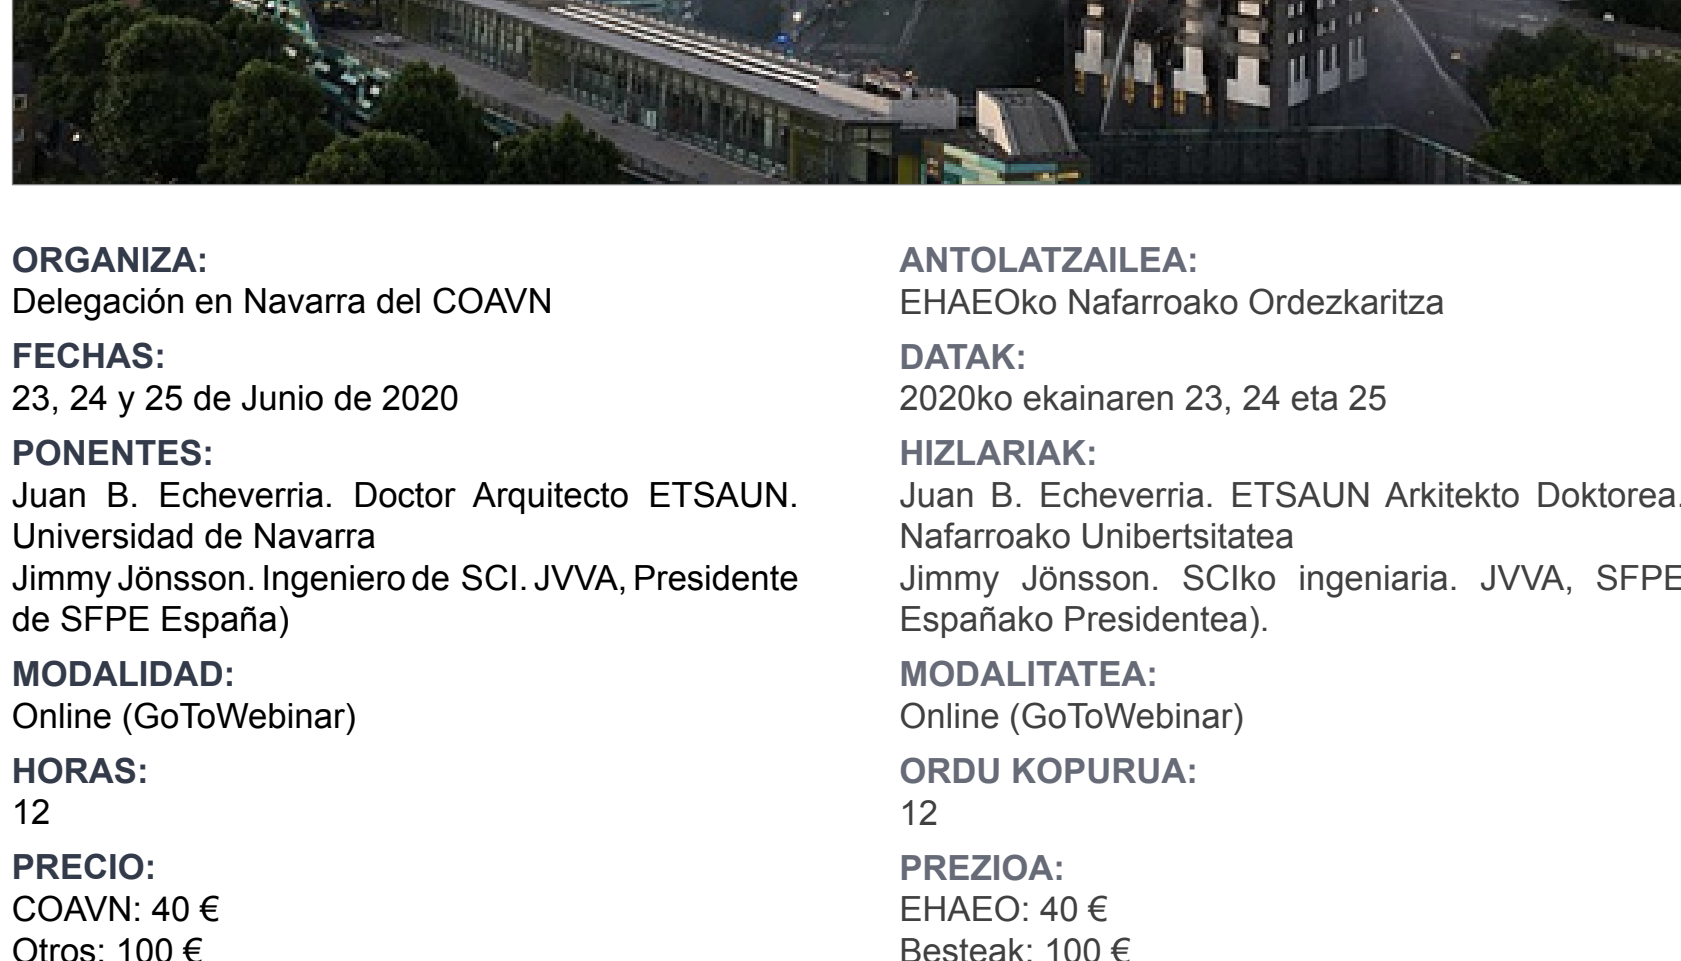 ORGANIZA:
Delegación en Navarra del COAVN
FECHAS:
23, 24 y 25 de Junio de 2020
PONENTES:
Juan B. Echeverria. Doctor Arquitecto ETSAUN.
Universidad de Navarra
Jimmy Jönsson. Ingeniero de SCI. JVVA, Presidente
de SFPE España)
MODALIDAD:
Online (GoToWebinar)
HORAS:
12
PRECIO:
COAVN: 40 €
Otros: 100 €
ANTOLATZAILEA:
EHAEOko Nafarroako Ordezkaritza
DATAK:
2020ko ekainaren 23, 24 eta 25
HIZLARIAK:
Juan B. Echeverria. ETSAUN Arkitekto Doktorea.
Nafarroako Unibertsitatea
Jimmy Jönsson. SCIko ingeniaria. JVVA, SFPE
Españako Presidentea).
MODALITATEA:
Online (GoToWebinar)
ORDU KOPURUA:
12
PREZIOA:
EHAEO: 40 €
Besteak: 100 €